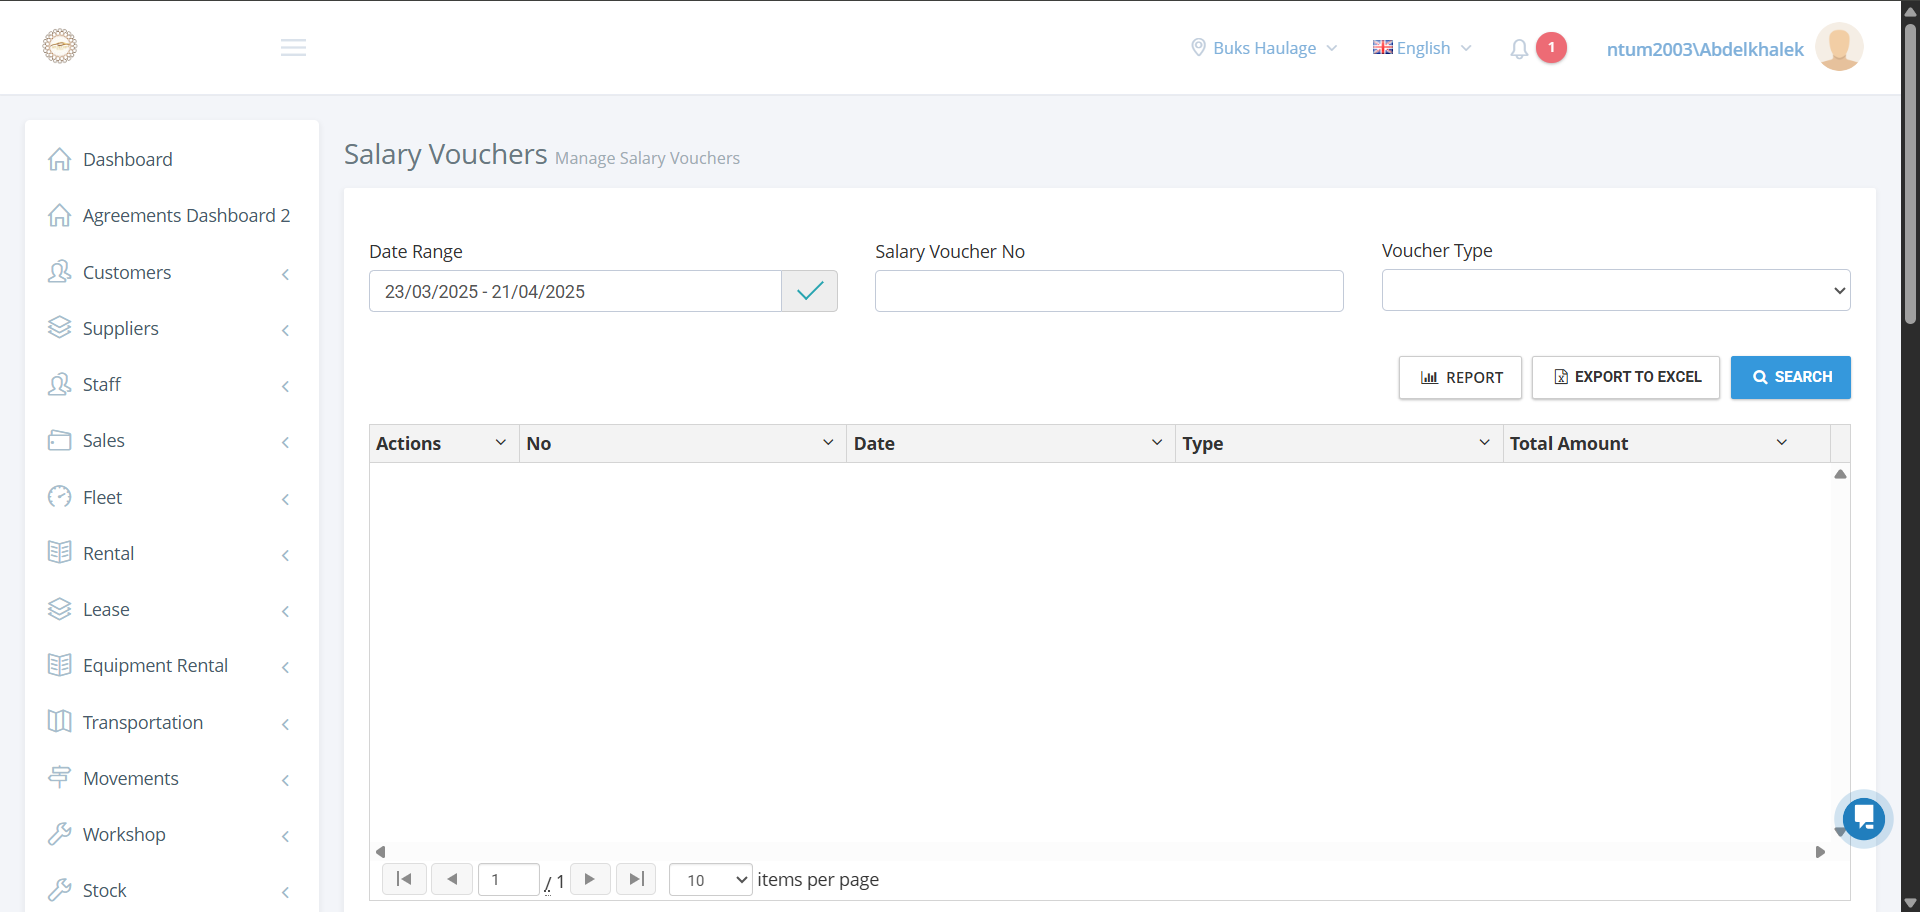 Buks Haulage
English
1
ntum2003\Abdelkhalek
Dashboard
Agreements Dashboard 2
Customers
Suppliers
Staff
Sales
Fleet
Rental
Lease
Equipment Rental
Transportation
Movements
Workshop
Stock
Salary Vouchers Manage Salary Vouchers
Date Range
23/03/2025 - 21/04/2025
Salary Voucher No
Voucher Type
REPORT
EXPORT TO EXCEL
SEARCH
Actions No Date Type Total Amount
1 / 1 10 items per page